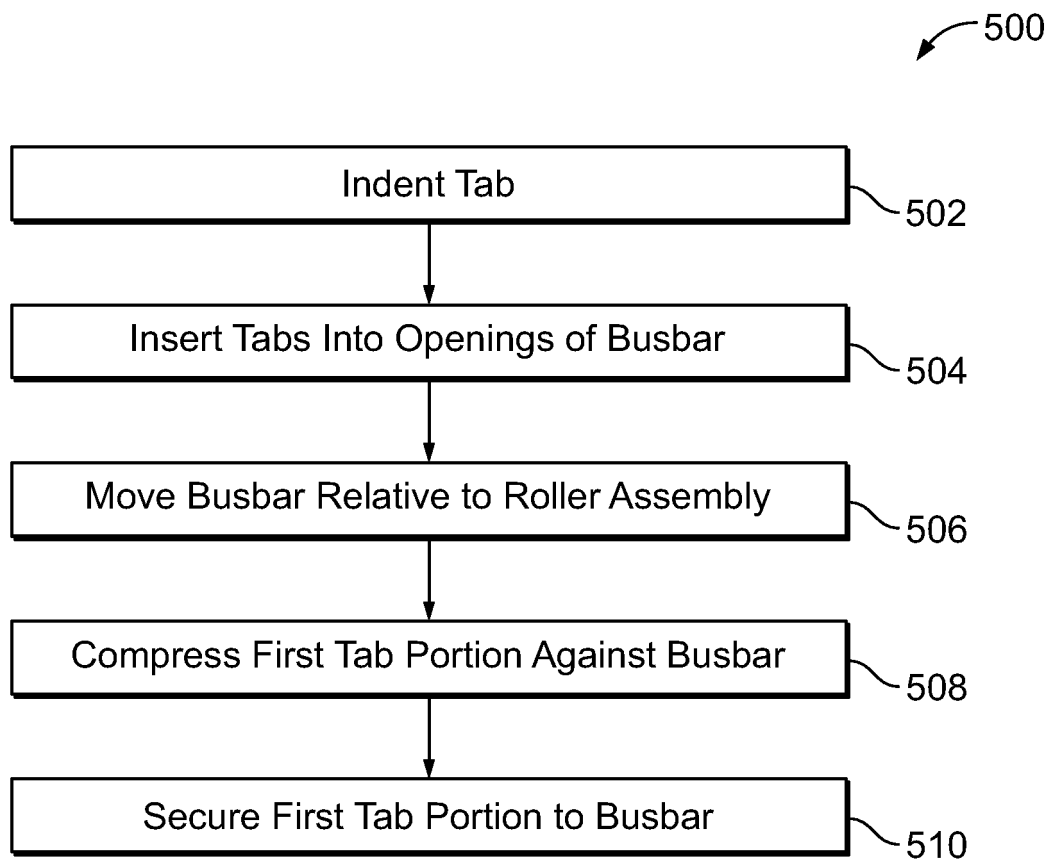 500
Indent Tab
502
Insert Tabs Into Openings of Busbar
504
Move Busbar Relative to Roller Assembly
506
Compress First Tab Portion Against Busbar
508
Secure First Tab Portion to Busbar
510